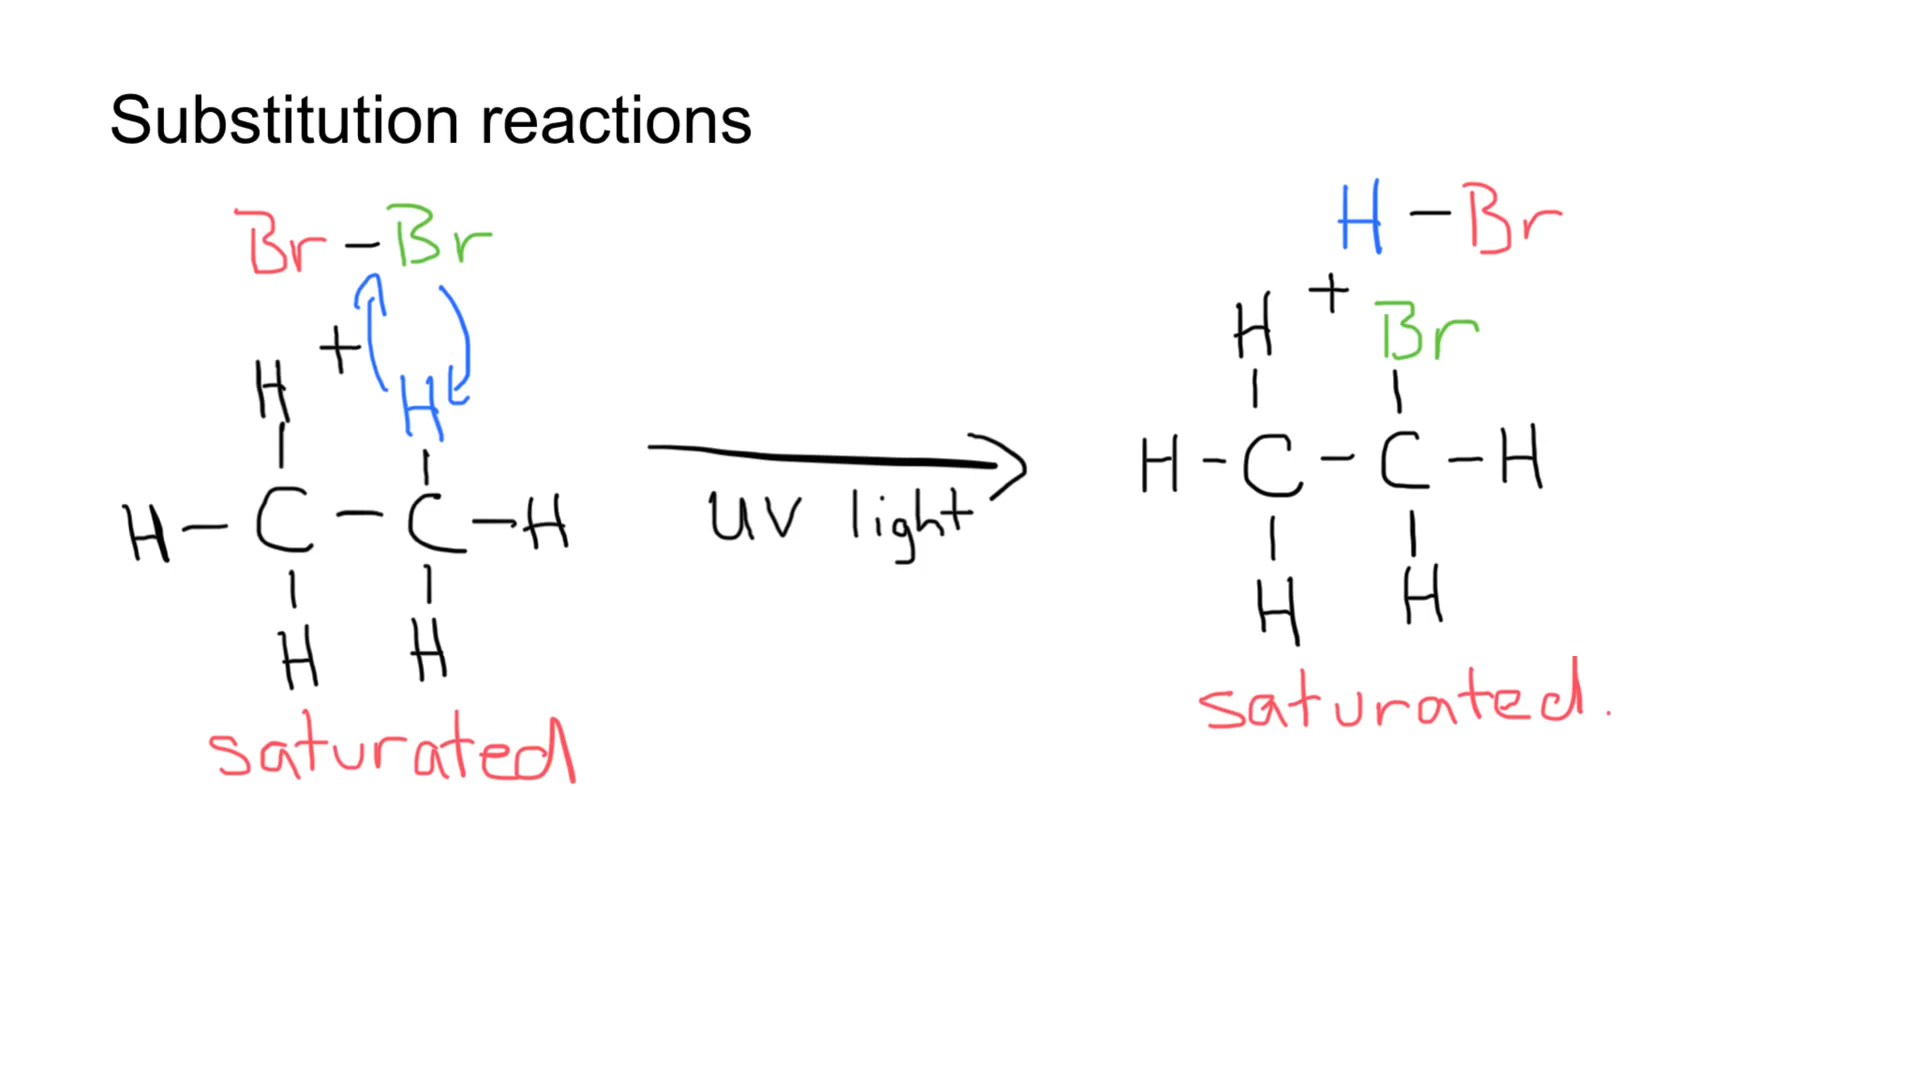 Substitution reactions
Br - Br
+
H H
H - C - C - H
H H
saturated
UV light
H - Br
+
H Br
H - C - C - H
H H
saturated.